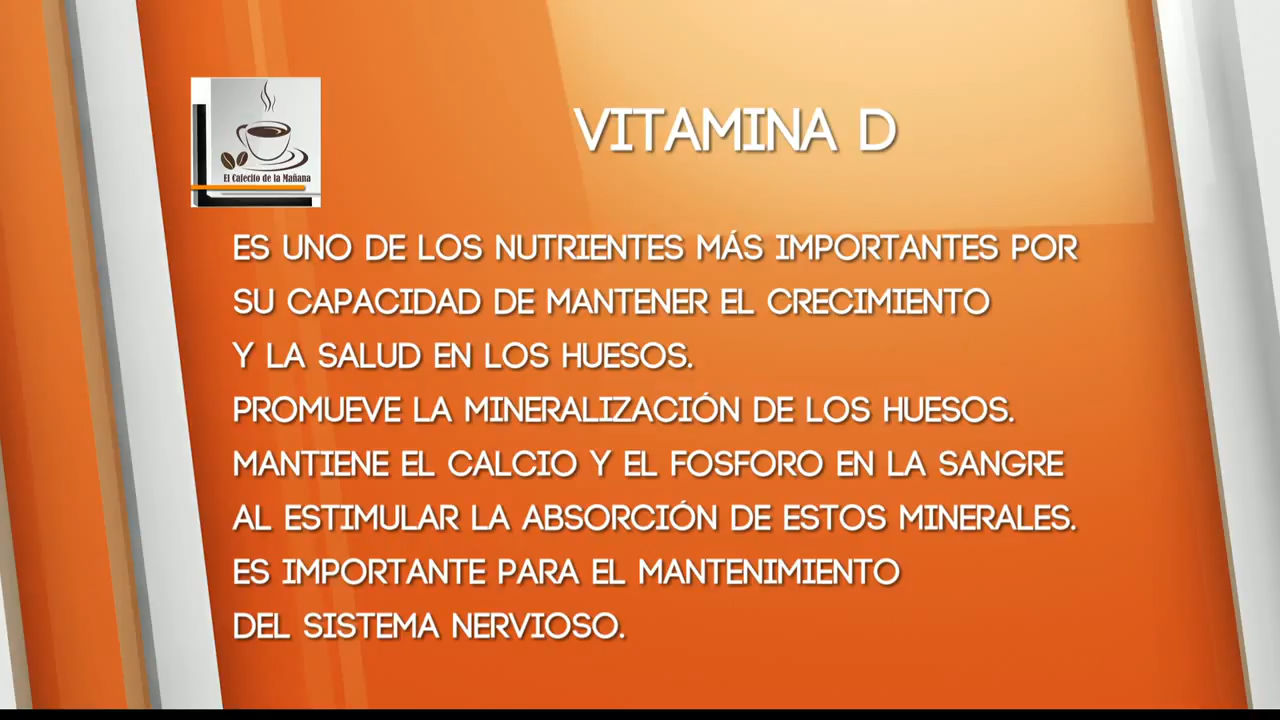 VITAMINA D
El Cafecito de la Mañana
ES UNO DE LOS NUTRIENTES MÁS IMPORTANTES POR
SU CAPACIDAD DE MANTENER EL CRECIMIENTO
Y LA SALUD EN LOS HUESOS.
PROMUEVE LA MINERALIZACIÓN DE LOS HUESOS.
MANTIENE EL CALCIO Y EL FOSFORO EN LA SANGRE
AL ESTIMULAR LA ABSORCIÓN DE ESTOS MINERALES.
ES IMPORTANTE PARA EL MANTENIMIENTO
DEL SISTEMA NERVIOSO.